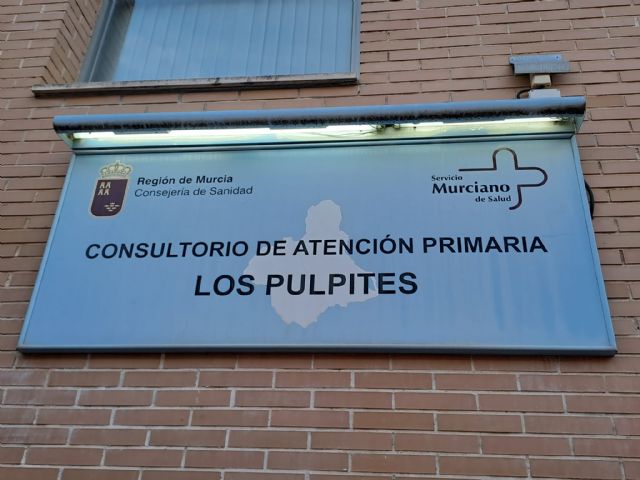 Región de Murcia
Consejería de Sanidad
Servicio
Murciano
de Salud
CONSULTORIO DE ATENCIÓN PRIMARIA
LOS PULPITES